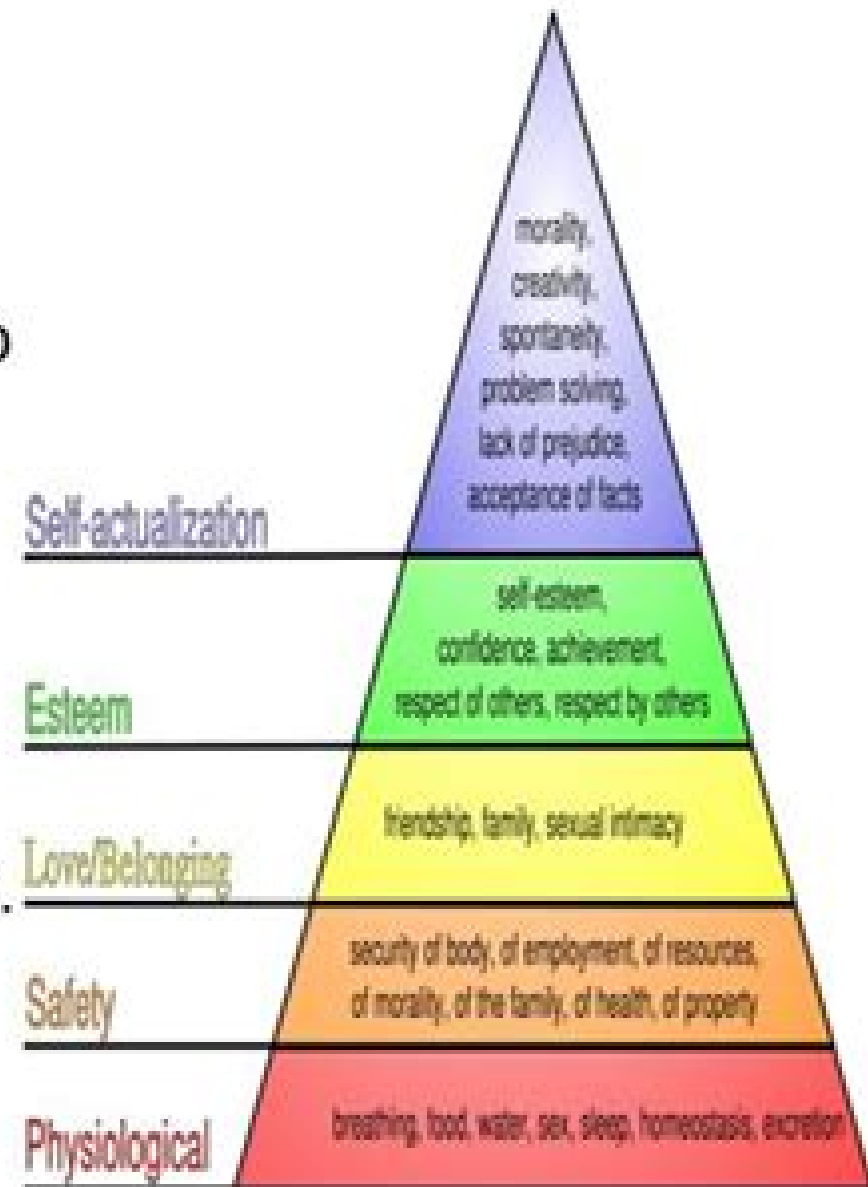 morality,
creativity,
spontaneity,
problem solving,
lack of prejudice,
acceptance of facts
Self-actualization
self-esteem,
confidence, achievement,
respect of others, respect by others
Esteem
friendship, family, sexual intimacy
Love/Belonging
security of body, of employment, of resources,
of morality, of the family, of health, of property
Safety
breathing, food, water, sex, sleep, homeostasis, excretion
Physiological